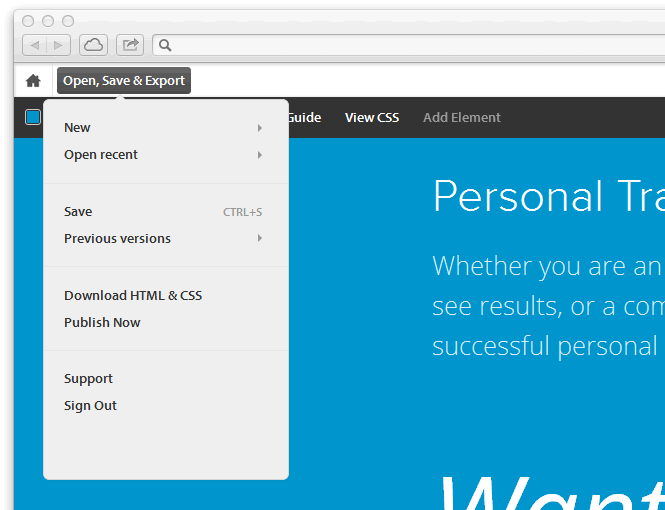 Open, Save & Export
Guide View CSS Add Element
New
Open recent
Save CTRL+S
Previous versions
Download HTML & CSS
Publish Now
Support
Sign Out
Personal Tra
Whether you are an
see results, or a com
successful personal
Want